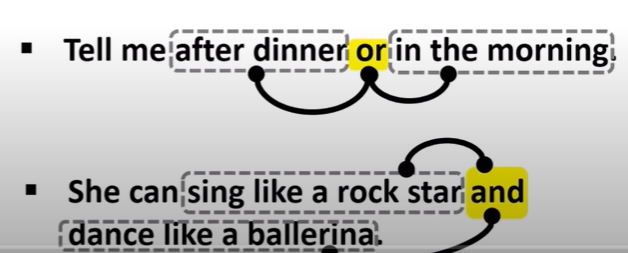 ▪ Tell me after dinner or in the morning.
▪ She can sing like a rock star and
dance like a ballerina.